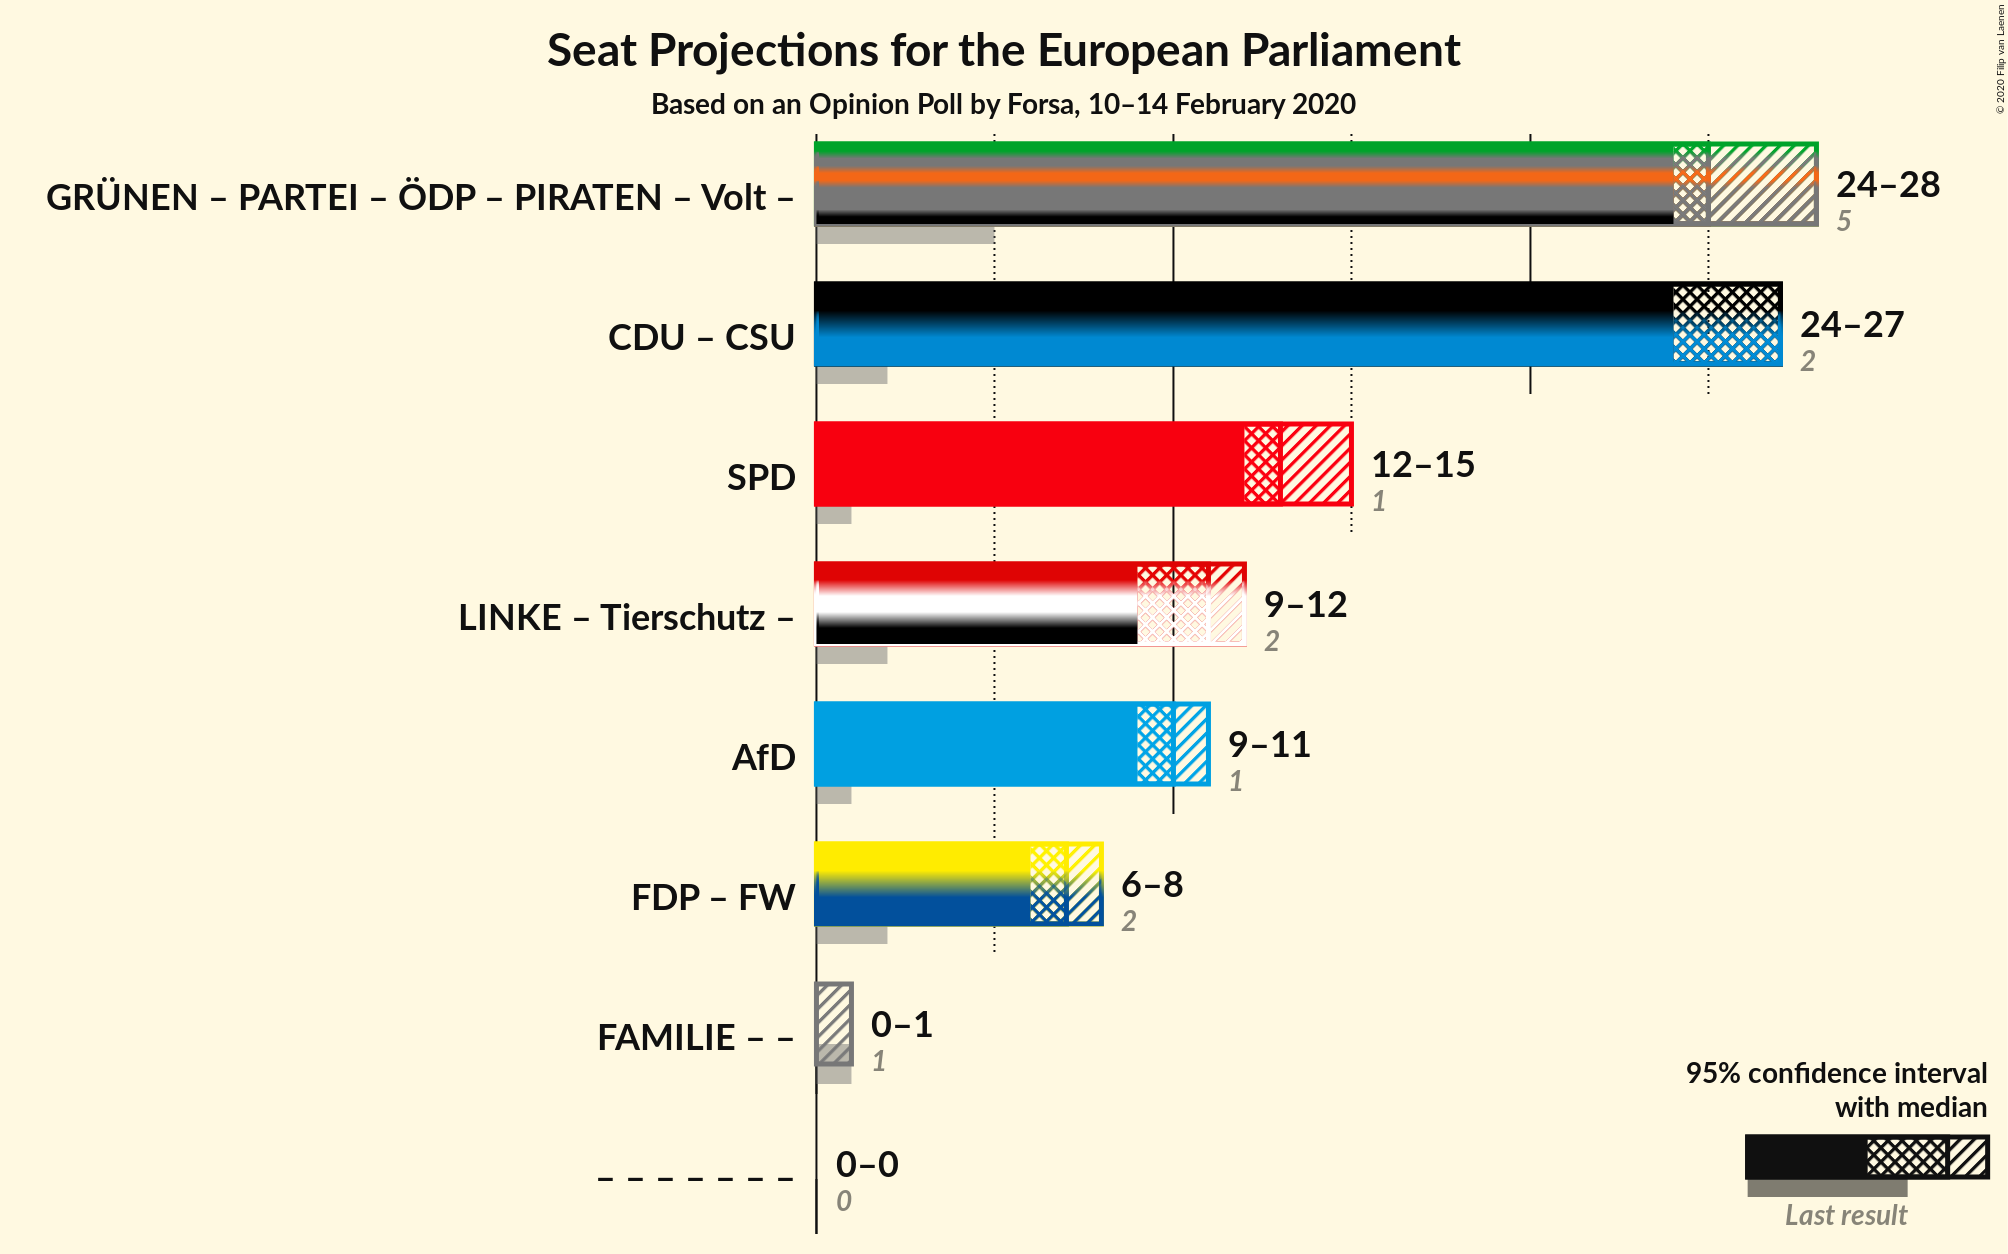 Seat Projections for the European Parliament
Based on an Opinion Poll by Forsa, 10–14 February 2020
© 2020 Filip van Laenen
GRÜNEN – PARTEI – ÖDP – PIRATEN – Volt –
24–28
5
CDU – CSU
24–27
2
SPD
12–15
1
LINKE – Tierschutz –
9–12
2
AfD
9–11
1
FDP – FW
6–8
2
FAMILIE – –
0–1
1
– – – – – – –
0–0
0
95% confidence interval
with median
Last result